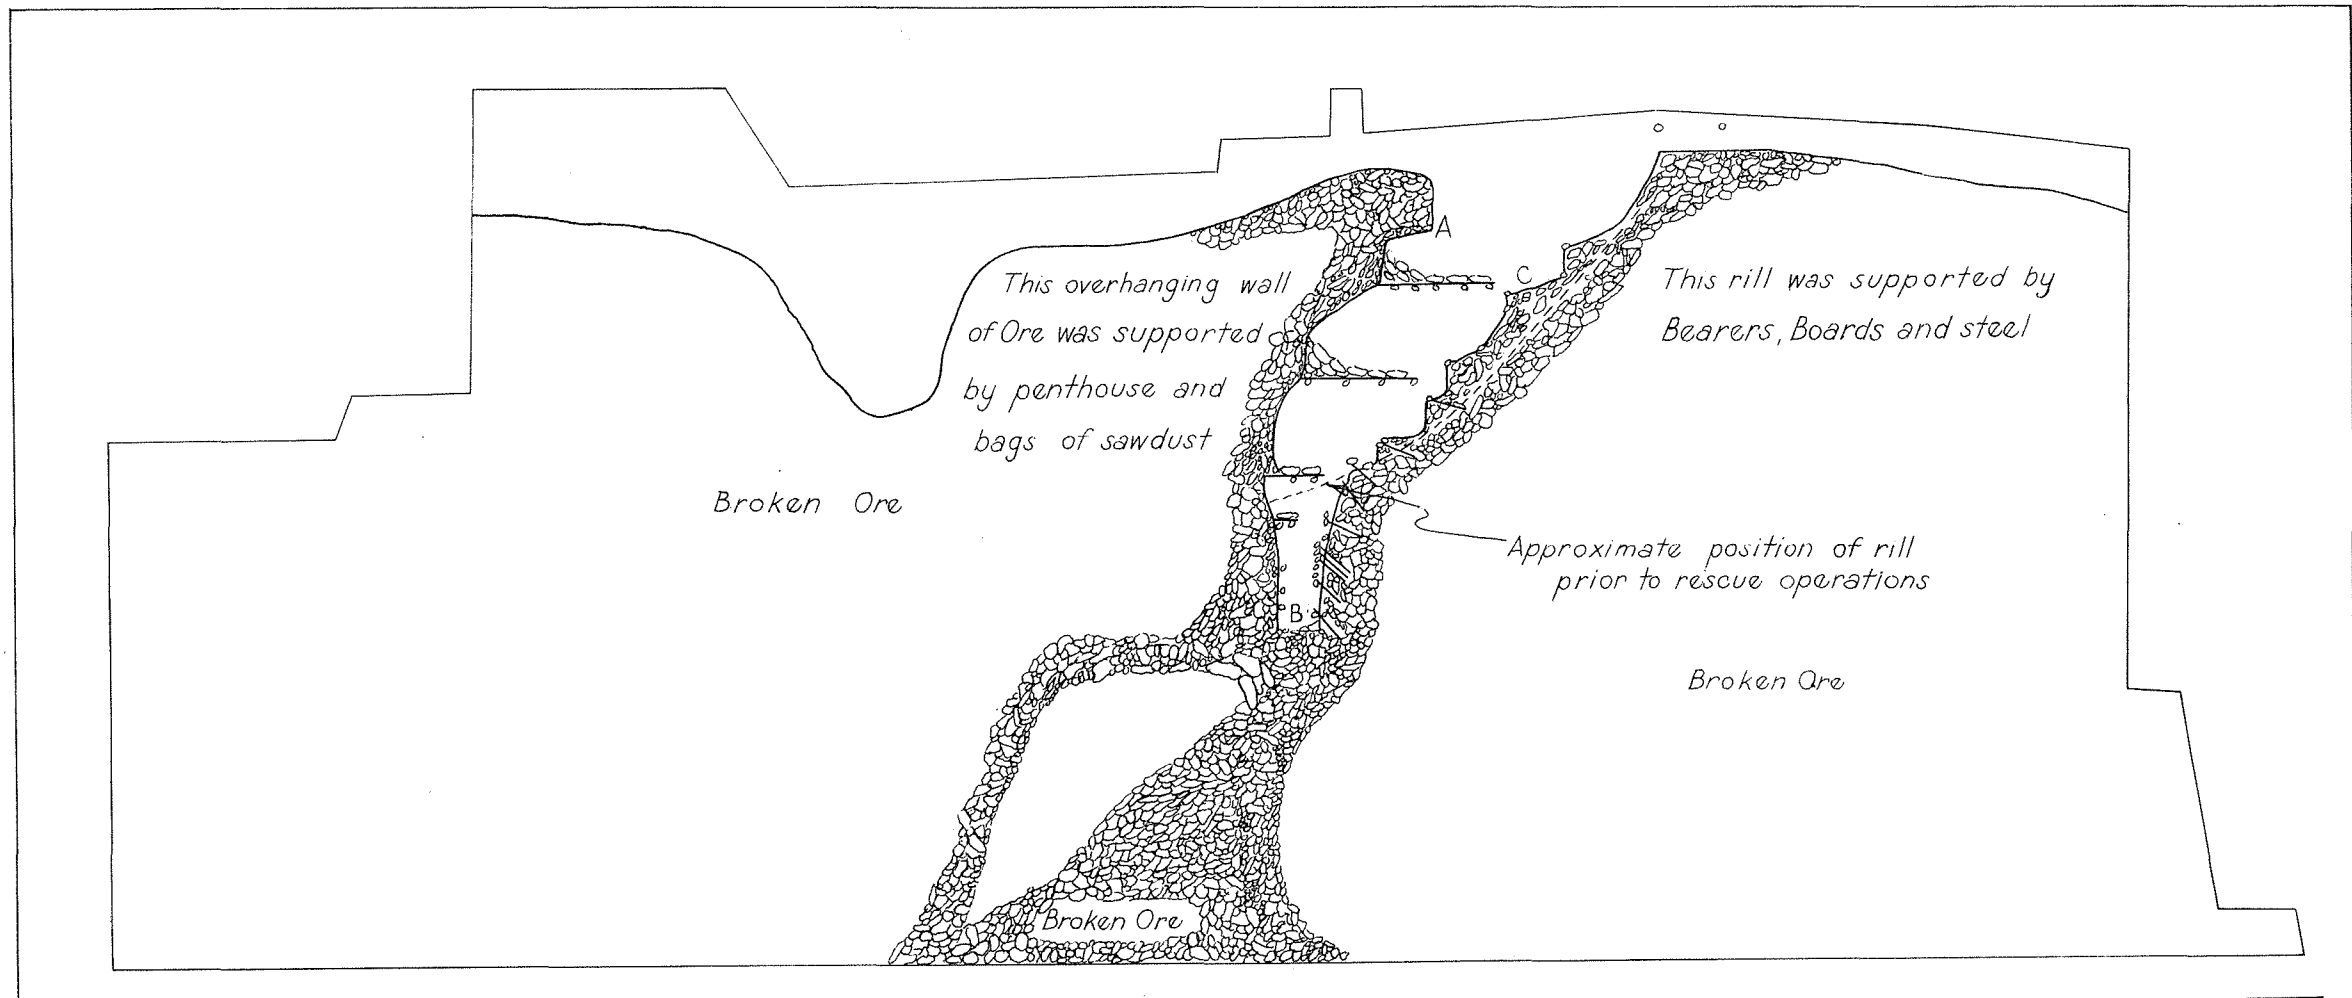 A
This overhanging wall
of Ore was supported
by penthouse and
bags of sawdust
C
This rill was supported by
Bearers, Boards and steel
Broken Ore
Approximate position of rill
prior to rescue operations
B
Broken Ore
Broken Ore